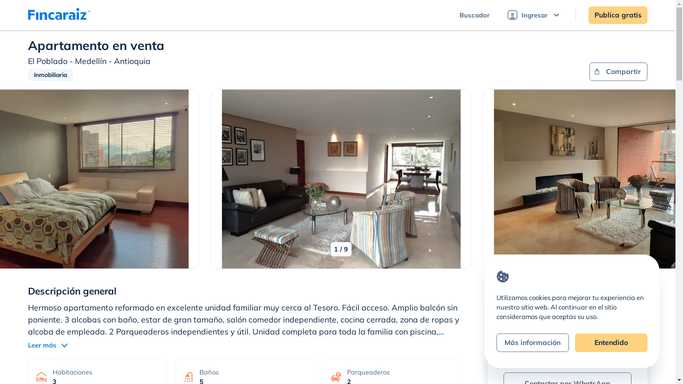 Fincaraiz
Buscador
Ingresar
Publica gratis
Apartamento en venta
El Poblado - Medellín - Antioquia
Inmobiliaria
Compartir
1 / 9
Descripción general
Hermoso apartamento reformado en excelente unidad familiar muy cerca al Tesoro. Fácil acceso. Amplio balcón sin
poniente. 3 alcobas con baño, estar de gran tamaño, salón comedor independiente, cocina cerrada, zona de ropas y
alcoba de empleada. 2 Parqueaderos independientes y útil. Unidad completa para toda la familia con piscina,...
Leer más
Habitaciones
3
Baños
5
Parqueaderos
2
Utilizamos cookies para mejorar tu experiencia en
nuestro sitio web. Al continuar en el sitio
consideramos que aceptas su uso.
Más información
Entendido
Contactar por WhatsApp